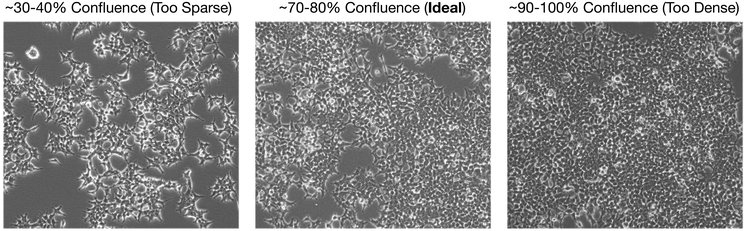 ~30-40% Confluence (Too Sparse)
~70-80% Confluence (Ideal)
~90-100% Confluence (Too Dense)